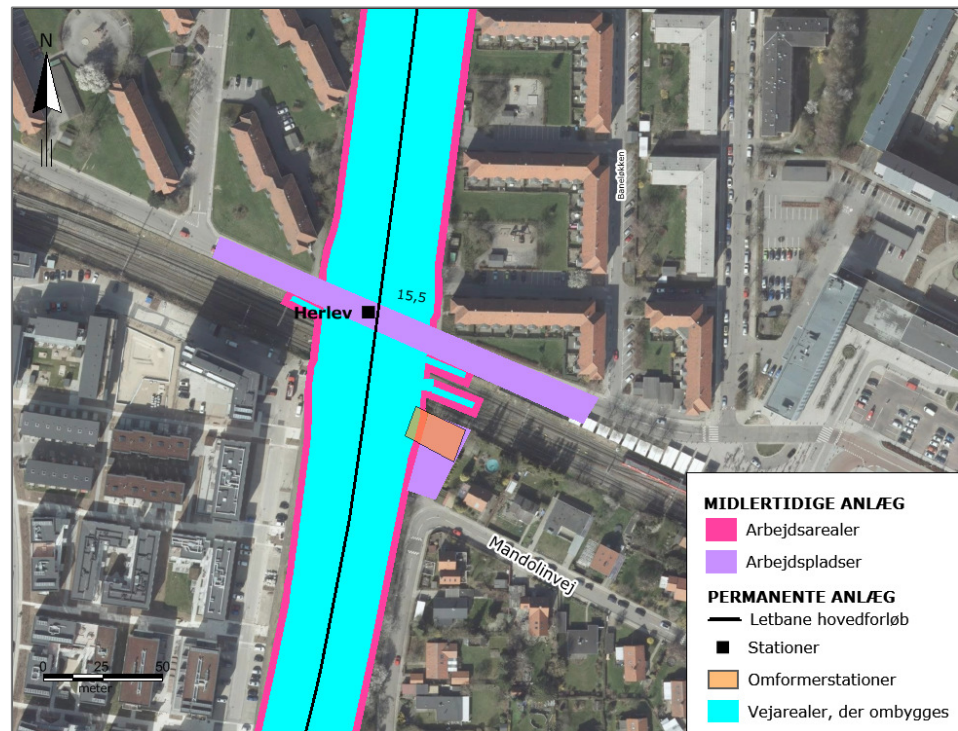 N
Baneløkken
15,5
Herlev
Mandolinvej
0 25 50
meter
MIDLERTIDIGE ANLÆG
Arbejdsarealer
Arbejdspladser
PERMANENTE ANLÆG
Letbane hovedforløb
Stationer
Omformerstationer
Vejarealer, der ombygges